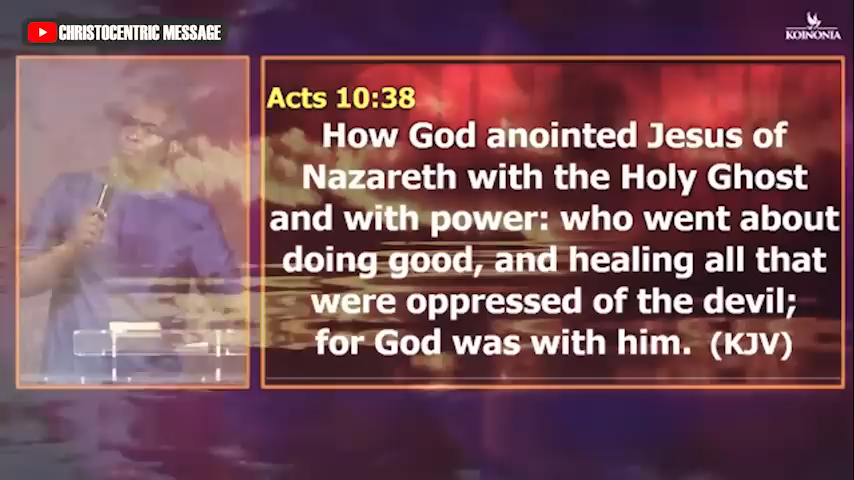 CHRISTOCENTRIC MESSAGE
KOINONIA
Acts 10:38
How God anointed Jesus of
Nazareth with the Holy Ghost
and with power: who went about
doing good, and healing all that
were oppressed of the devil;
for God was with him. (KJV)